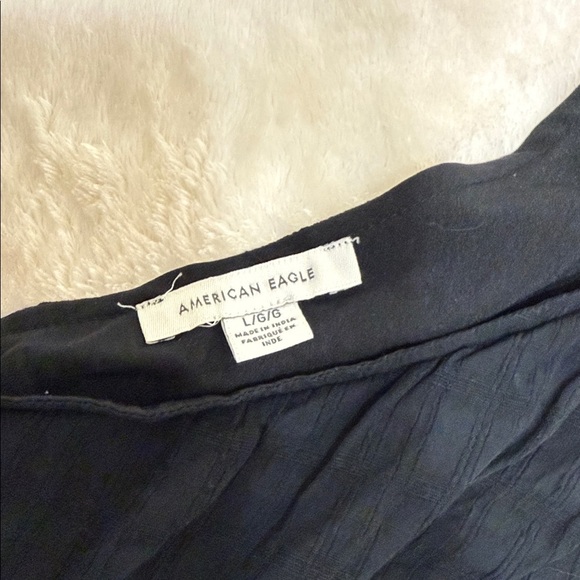 AMERICAN EAGLE
L/G/G
MADE IN INDIA
FABRIQUÉ EN
INDE